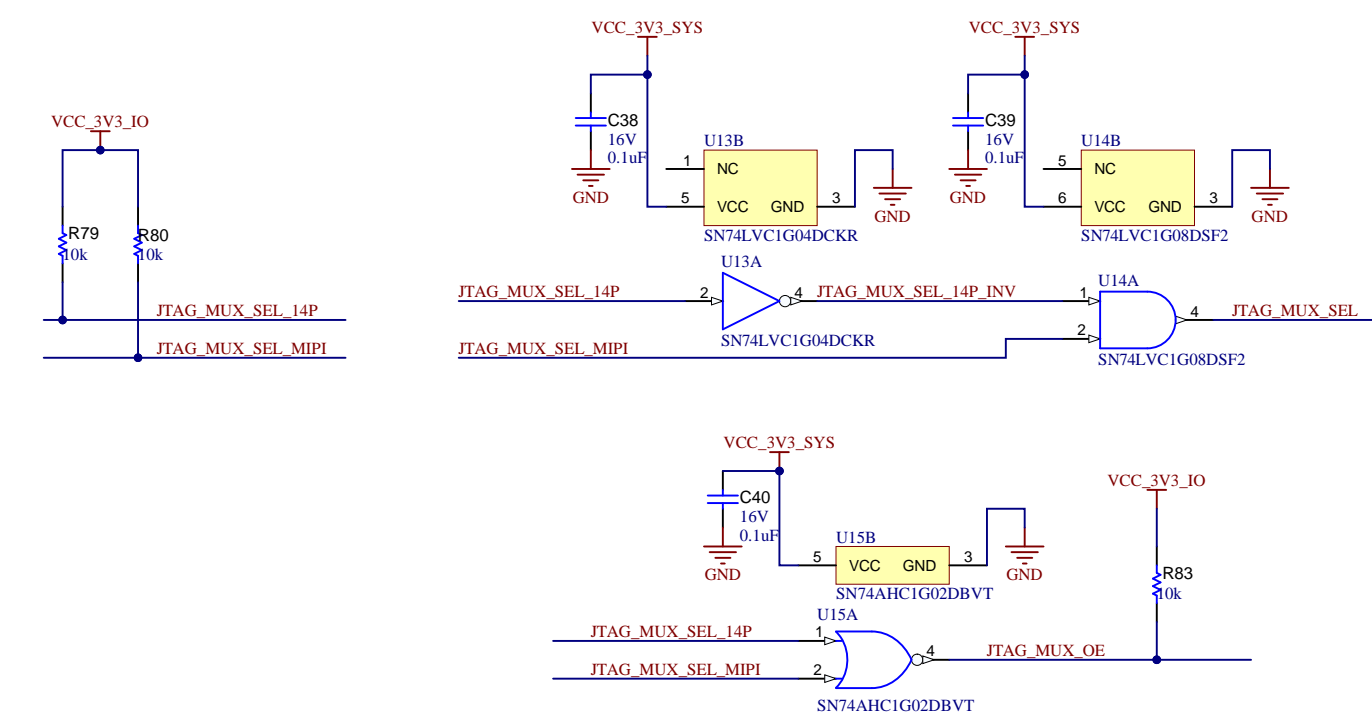 VCC_3V3_IO
R79
10k
R80
10k
JTAG_MUX_SEL_14P
JTAG_MUX_SEL_MIPI
VCC_3V3_SYS
C38
16V
0.1uF
GND
U13B
1 NC
5 VCC GND 3
SN74LVC1G04DCKR
GND
VCC_3V3_SYS
C39
16V
0.1uF
GND
U14B
5 NC
6 VCC GND 3
SN74LVC1G08DSF2
GND
U13A
JTAG_MUX_SEL_14P 2 4 JTAG_MUX_SEL_14P_INV 1
SN74LVC1G04DCKR
JTAG_MUX_SEL_MIPI 2
U14A
4 JTAG_MUX_SEL
SN74LVC1G08DSF2
VCC_3V3_SYS
C40
16V
0.1uF
GND
U15B
5 VCC GND 3
SN74AHC1G02DBVT
GND
VCC_3V3_IO
R83
10k
U15A
JTAG_MUX_SEL_14P 1
JTAG_MUX_SEL_MIPI 2
4 JTAG_MUX_OE
SN74AHC1G02DBVT